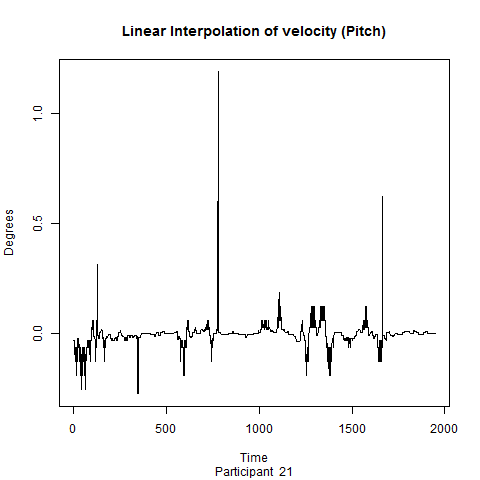 Linear Interpolation of velocity (Pitch)
Degrees
1.0
0.5
0.0
0 500 1000 1500 2000
Time
Participant 21